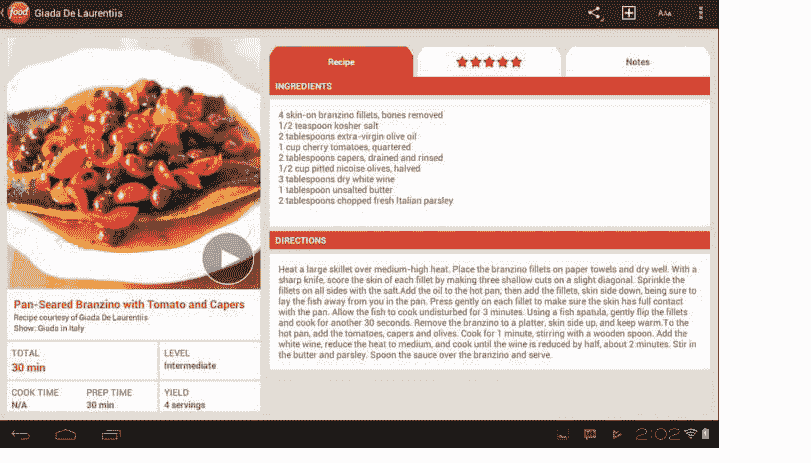 food
Giada De Laurentiis
AAA
Recipe
Notes
INGREDIENTS
4 skin-on branzino fillets, bones removed
1/2 teaspoon kosher salt
2 tablespoons extra-virgin olive oil
1 cup cherry tomatoes, quartered
2 tablespoons capers, drained and rinsed
1/2 cup pitted nicoise olives, halved
3 tablespoons dry white wine
1 tablespoon unsalted butter
2 tablespoons chopped fresh Italian parsley
DIRECTIONS
Heat a large skillet over medium-high heat. Place the branzino fillets on paper towels and dry well. With a
sharp knife, score the skin of each fillet by making three shallow cuts on a slight diagonal. Sprinkle the
fillets on all sides with the salt.Add the oil to the hot pan, then add the fillets, skin side down, being sure to
lay the fish away from you in the pan. Press gently on each fillet to make sure the skin has full contact
with the pan. Allow the fish to cook undisturbed for 3 minutes. Using a fish spatula, gently flip the fillets
and cook for another 30 seconds. Remove the branzino to a platter, skin side up, and keep warm.To the
hot pan, add the tomatoes, capers and olives. Cook for 1 minute, stirring with a wooden spoon. Add the
white wine, reduce the heat to medium, and cook until the wine is reduced by half, about 2 minutes. Stir in
the butter and parsley. Spoon the sauce over the branzino and serve.
Pan-Seared Branzino with Tomato and Capers
Recipe courtesy of Giada De Laurentiis
Show: Giada in Italy
TOTAL
30 min
LEVEL
Intermediate
COOK TIME
N/A
PREP TIME
30 min
YIELD
4 servings
2:02